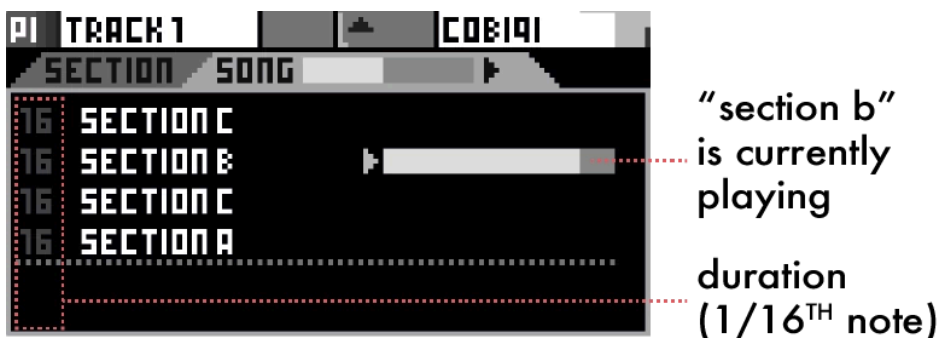 P1 TRACK 1 COB191
SECTION SONG
16 SECTION C
16 SECTION B
16 SECTION C
16 SECTION A
“section b”
is currently
playing
duration
(1/16TH note)